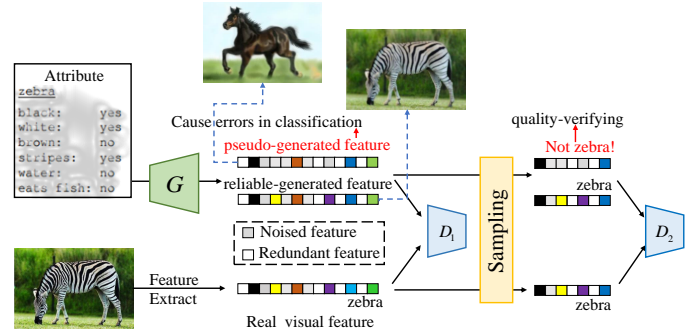 Attribute
zebra
black: yes
white: yes
brown: no
stripes: yes
water: no
eats fish: no
Cause errors in classification
pseudo-generated feature
G
reliable-generated feature
Noised feature
Redundant feature
D1
Sampling
quality-verifying
Not zebra!
zebra
D2
zebra
Feature
Extract
zebra
Real visual feature